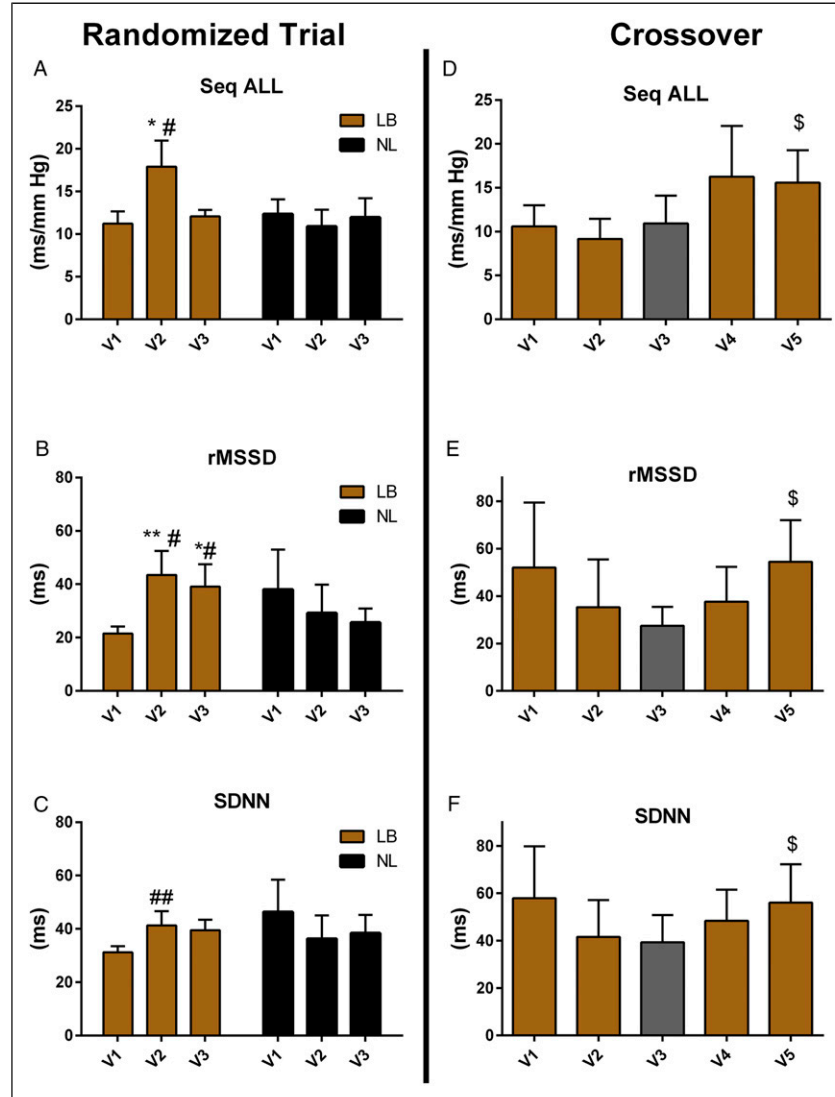 Randomized Trial
Crossover
A
Seq ALL
LB
NL
* #
(ms/mm Hg)
25
20
15
10
5
0
V1 V2 V3 V1 V2 V3
B
rMSSD
LB
NL
** # *#
(ms)
80
60
40
20
0
V1 V2 V3 V1 V2 V3
C
SDNN
LB
NL
##
(ms)
80
60
40
20
0
V1 V2 V3 V1 V2 V3
D
Seq ALL
$
(ms/mm Hg)
25
20
15
10
5
0
V1 V2 V3 V4 V5
E
rMSSD
$
(ms)
80
60
40
20
0
V1 V2 V3 V4 V5
F
SDNN
$
(ms)
80
60
40
20
0
V1 V2 V3 V4 V5